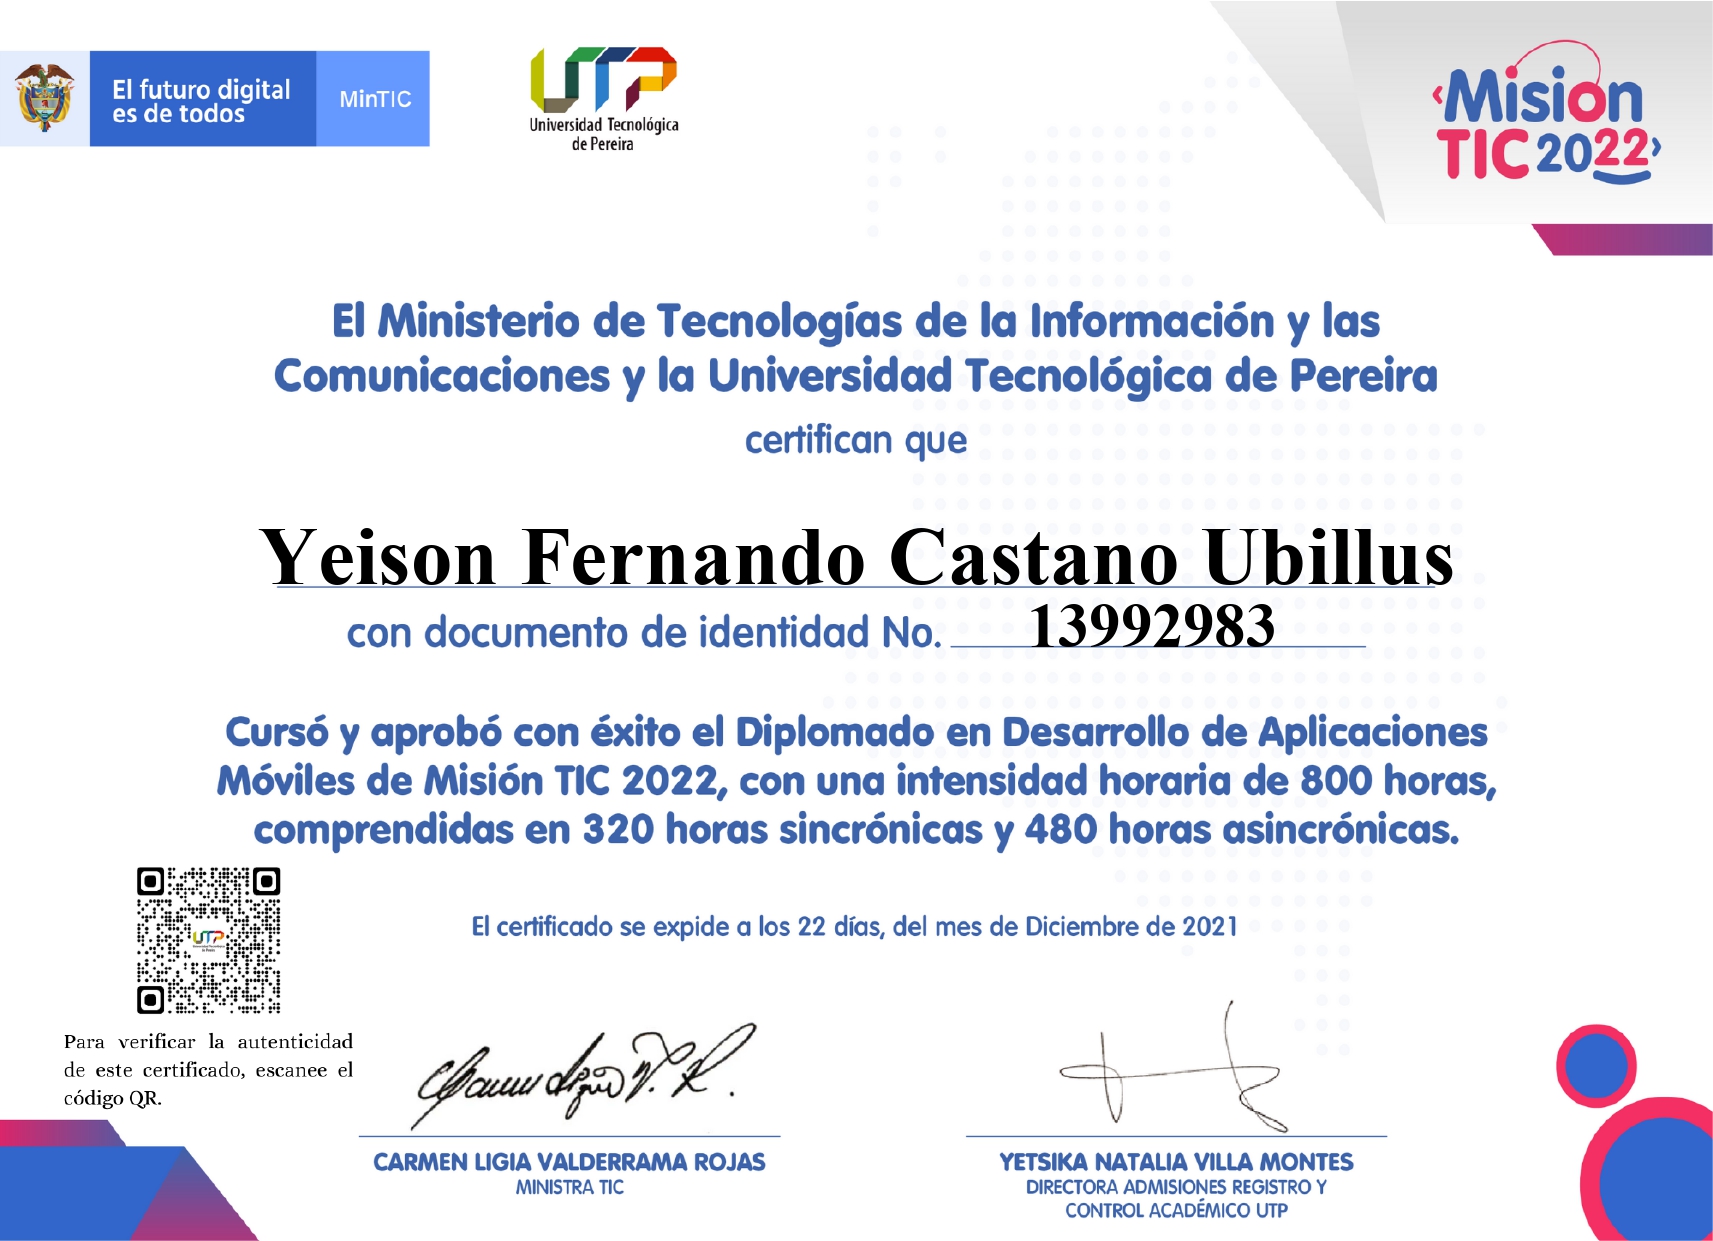 El futuro digital
es de todos
MinTIC
UTP
Universidad Tecnológica
de Pereira
Misión
TIC 2022
El Ministerio de Tecnologías de la Información y las
Comunicaciones y la Universidad Tecnológica de Pereira
certifican que
Yeison Fernando Castano Ubillus
con documento de identidad No. 13992983
Cursó y aprobó con éxito el Diplomado en Desarrollo de Aplicaciones
Móviles de Misión TIC 2022, con una intensidad horaria de 800 horas,
comprendidas en 320 horas sincrónicas y 480 horas asincrónicas.
El certificado se expide a los 22 días, del mes de Diciembre de 2021
UTP
Para verificar la autenticidad
de este certificado, escanee el
código QR.
CARMEN LIGIA VALDERRAMA ROJAS
MINISTRA TIC
YETSIKA NATALIA VILLA MONTES
DIRECTORA ADMISIONES REGISTRO Y
CONTROL ACADÉMICO UTP